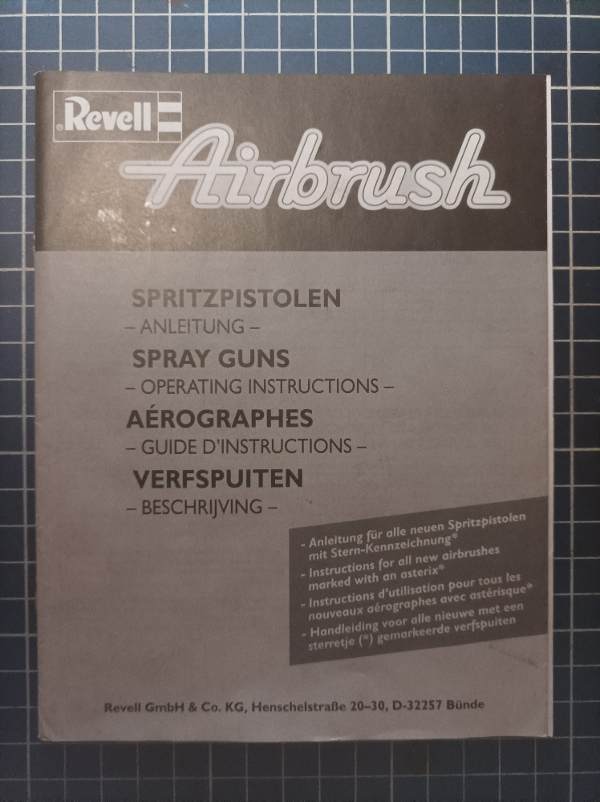 Revell
Airbrush
SPRITZPISTOLEN
– ANLEITUNG –
SPRAY GUNS
– OPERATING INSTRUCTIONS –
AÉROGRAPHES
– GUIDE D'INSTRUCTIONS –
VERFSPUITEN
– BESCHRIJVING –
- Anleitung für alle neuen Spritzpistolen
mit Stern-Kennzeichnung*
- Instructions for all new airbrushes
marked with an asterix*
- Instructions d'utilisation pour tous les
nouveaux aérographes avec astérisque*
- Handleiding voor alle nieuwe met een
sterretje (*) gemarkeerde verfspuiten
Revell GmbH & Co. KG, Henschelstraße 20–30, D-32257 Bünde